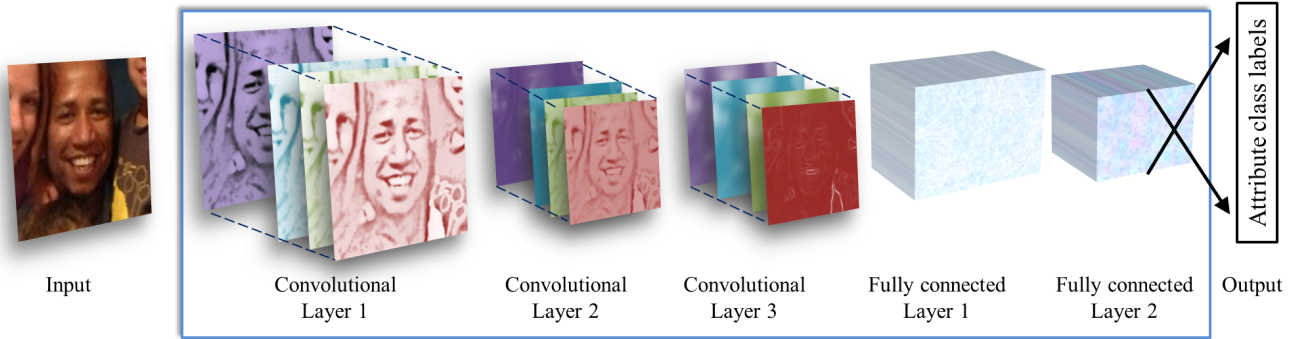 Attribute class labels
Input
Convolutional
Layer 1
Convolutional
Layer 2
Convolutional
Layer 3
Fully connected
Layer 1
Fully connected
Layer 2
Output